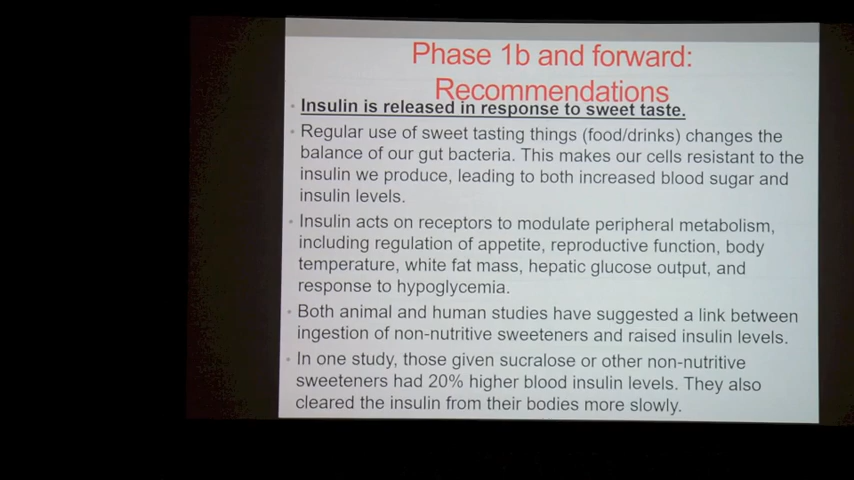 Phase 1b and forward:
Recommendations
• Insulin is released in response to sweet taste.
• Regular use of sweet tasting things (food/drinks) changes the
balance of our gut bacteria. This makes our cells resistant to the
insulin we produce, leading to both increased blood sugar and
insulin levels.
• Insulin acts on receptors to modulate peripheral metabolism,
including regulation of appetite, reproductive function, body
temperature, white fat mass, hepatic glucose output, and
response to hypoglycemia.
• Both animal and human studies have suggested a link between
ingestion of non-nutritive sweeteners and raised insulin levels.
• In one study, those given sucralose or other non-nutritive
sweeteners had 20% higher blood insulin levels. They also
cleared the insulin from their bodies more slowly.